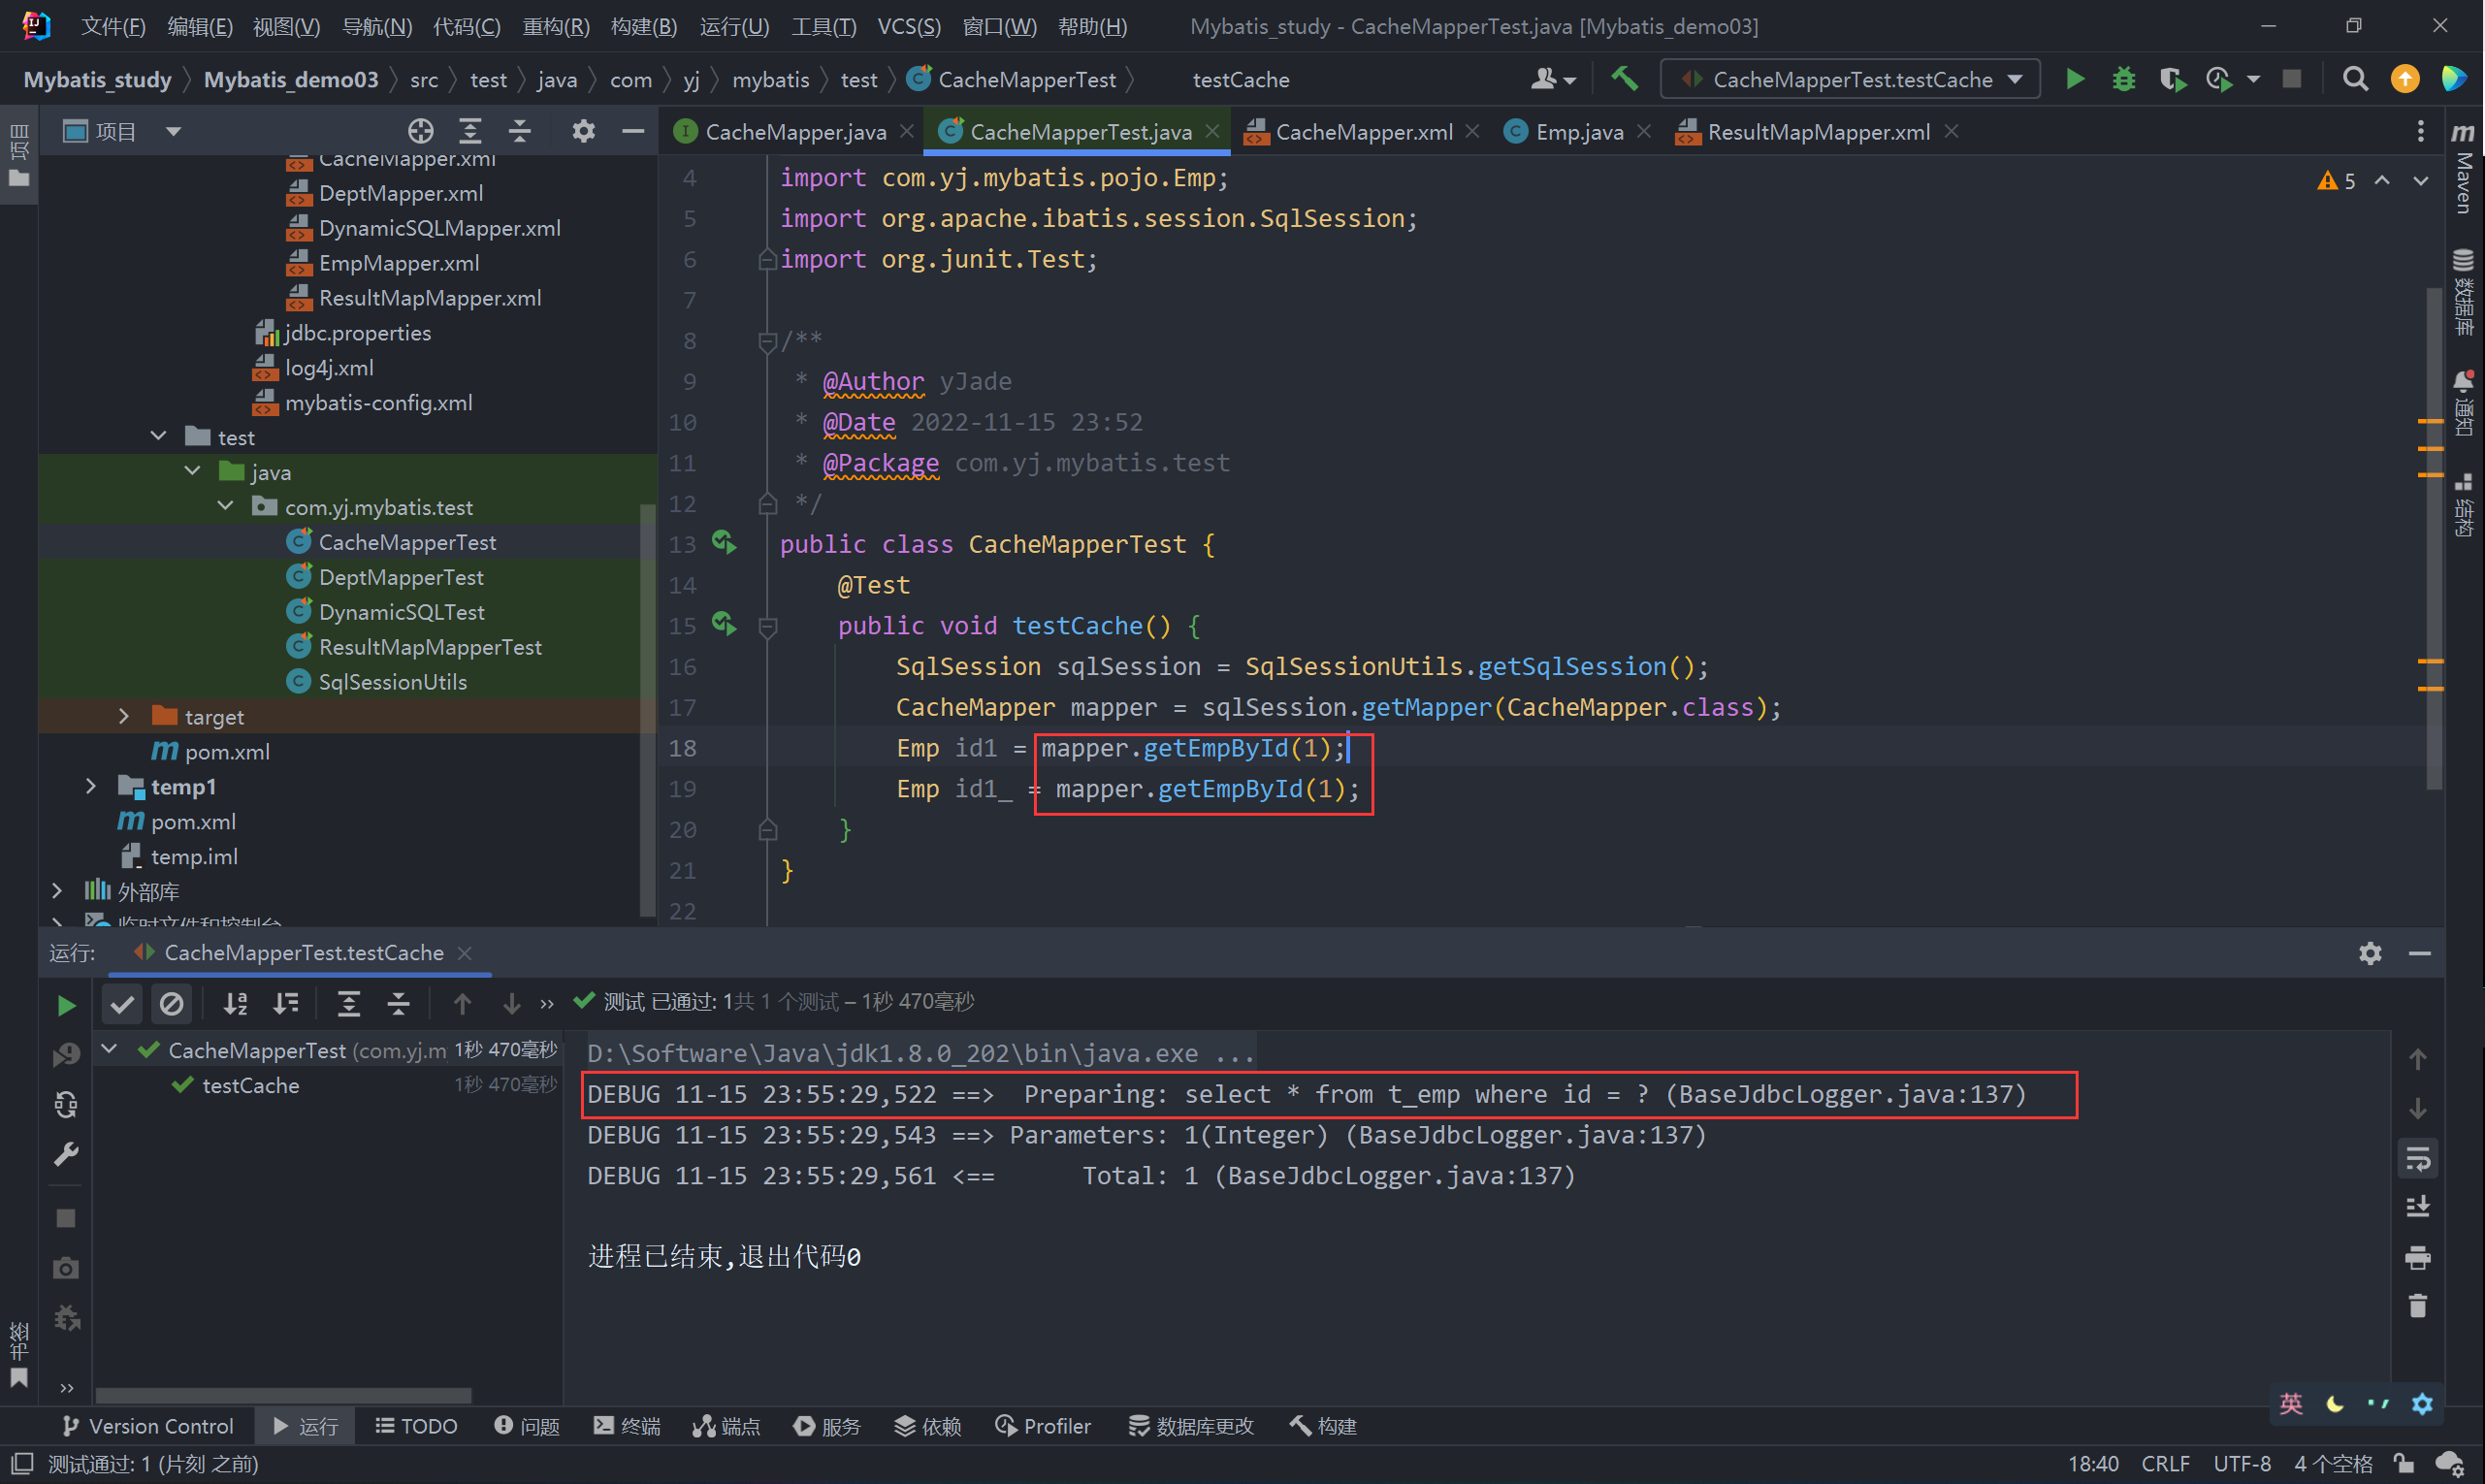 文件(F) 编辑(E) 视图(V) 导航(N) 代码(C) 重构(R) 构建(B) 运行(U) 工具(T) VCS(S) 窗口(W) 帮助(H) Mybatis_study - CacheMapperTest.java [Mybatis_demo03]
Mybatis_study Mybatis_demo03 src test java com yj mybatis test CacheMapperTest testCache CacheMapperTest.testCache
项目
项目
CacheMapper.java CacheMapperTest.java CacheMapper.xml Emp.java ResultMapMapper.xml
Maven
数据库
通知
结构
CacheMapper.xml
DeptMapper.xml
DynamicSQLMapper.xml
EmpMapper.xml
ResultMapMapper.xml
jdbc.properties
log4j.xml
mybatis-config.xml
test
java
com.yj.mybatis.test
CacheMapperTest
DeptMapperTest
DynamicSQLTest
ResultMapMapperTest
SqlSessionUtils
target
pom.xml
temp1
pom.xml
temp.iml
外部库
临时文件和控制台
5
4 import com.yj.mybatis.pojo.Emp;
5 import org.apache.ibatis.session.SqlSession;
6 import org.junit.Test;
7
8 /**
9 * @Author yJade
10 * @Date 2022-11-15 23:52
11 * @Package com.yj.mybatis.test
12 */
13 public class CacheMapperTest {
14 @Test
15 public void testCache() {
16 SqlSession sqlSession = SqlSessionUtils.getSqlSession();
17 CacheMapper mapper = sqlSession.getMapper(CacheMapper.class);
18 Emp id1 = mapper.getEmpById(1);
19 Emp id1_ = mapper.getEmpById(1);
20 }
21 }
22
运行: CacheMapperTest.testCache
测试 已通过: 1共 1 个测试 – 1秒 470毫秒
CacheMapperTest (com.yj.m 1秒 470毫秒
testCache 1秒 470毫秒
D:\Software\Java\jdk1.8.0_202\bin\java.exe ...
DEBUG 11-15 23:55:29,522 ==>  Preparing: select * from t_emp where id = ? (BaseJdbcLogger.java:137)
DEBUG 11-15 23:55:29,543 ==> Parameters: 1(Integer) (BaseJdbcLogger.java:137)
DEBUG 11-15 23:55:29,561 <==      Total: 1 (BaseJdbcLogger.java:137)
进程已结束,退出代码0
书签
英
Version Control 运行 TODO 问题 终端 端点 服务 依赖 Profiler 数据库更改 构建
测试通过: 1 (片刻 之前) 18:40 CRLF UTF-8 4 个空格